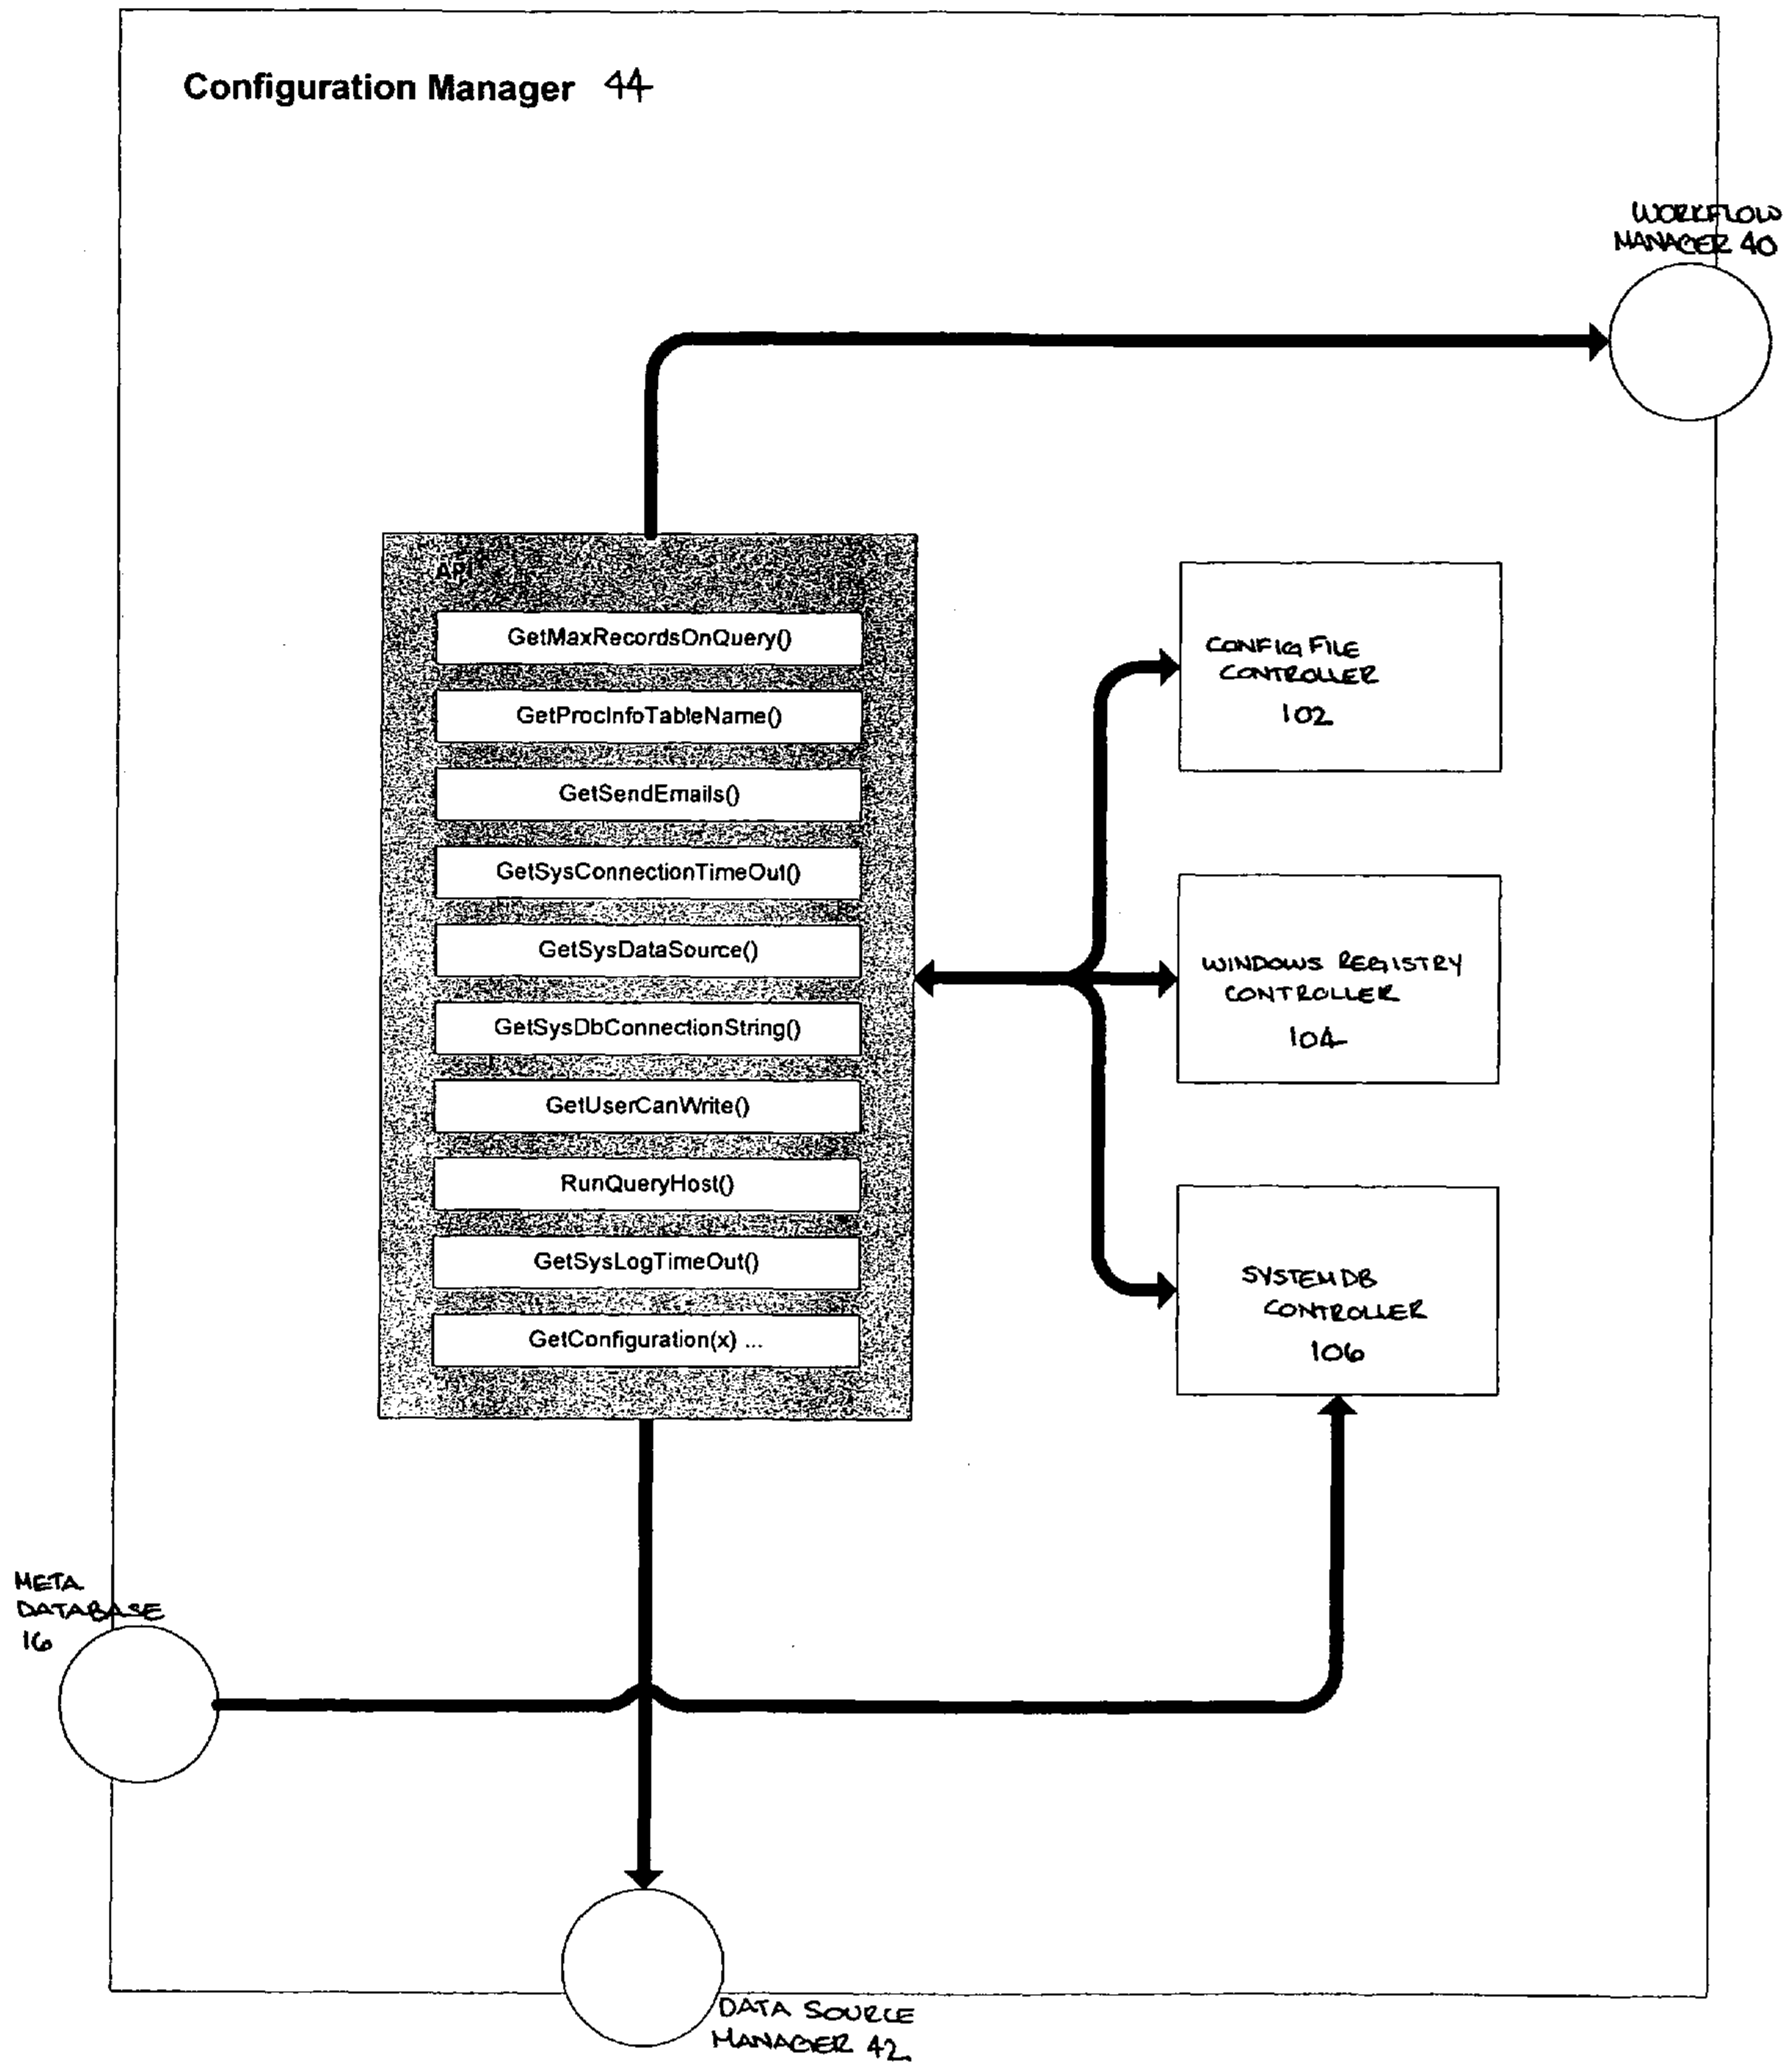 Configuration Manager 44
WORKFLOW
MANAGER 40
API
GetMaxRecordsOnQuery()
GetProcInfoTableName()
GetSendEmails()
GetSysConnectionTimeOut()
GetSysDataSource()
GetSysDbConnectionString()
GetUserCanWrite()
RunQueryHost()
GetSysLogTimeOut()
GetConfiguration(x) ...
CONFIG FILE
CONTROLLER
102
WINDOWS REGISTRY
CONTROLLER
104
SYSTEM DB
CONTROLLER
106
META
DATABASE
16
DATA SOURCE
MANAGER 42